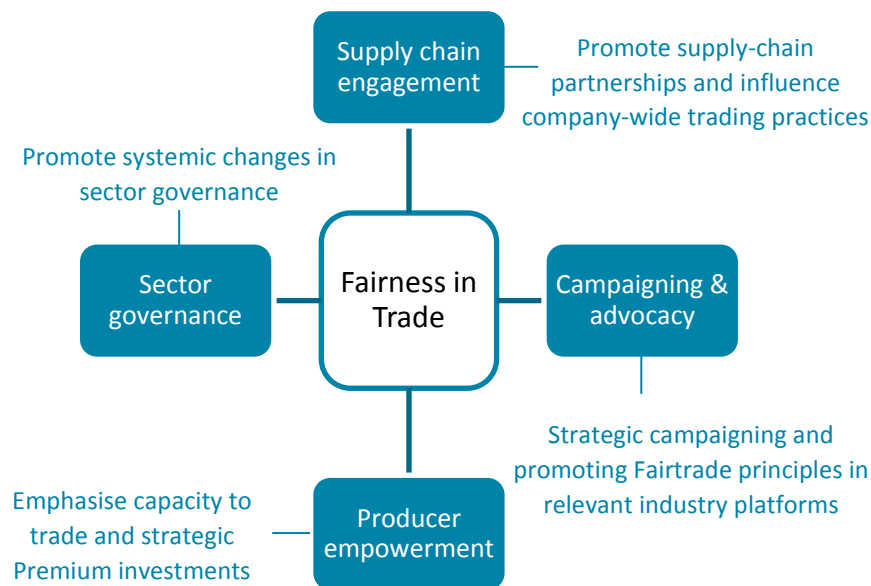 Supply chain
engagement
Promote supply-chain
partnerships and influence
company-wide trading practices
Promote systemic changes in
sector governance
Sector
governance
Fairness in
Trade
Campaigning &
advocacy
Strategic campaigning and
promoting Fairtrade principles in
relevant industry platforms
Emphasise capacity to
trade and strategic
Premium investments
Producer
empowerment